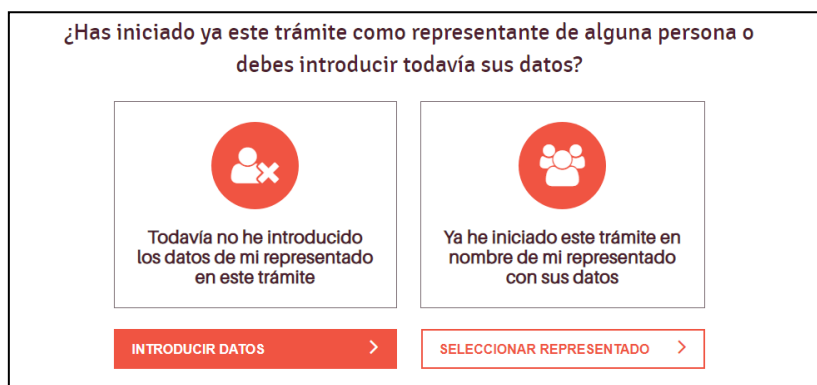 ¿Has iniciado ya este trámite como representante de alguna persona o
debes introducir todavía sus datos?
Todavía no he introducido
los datos de mi representado
en este trámite
INTRODUCIR DATOS
Ya he iniciado este trámite en
nombre de mi representado
con sus datos
SELECCIONAR REPRESENTADO